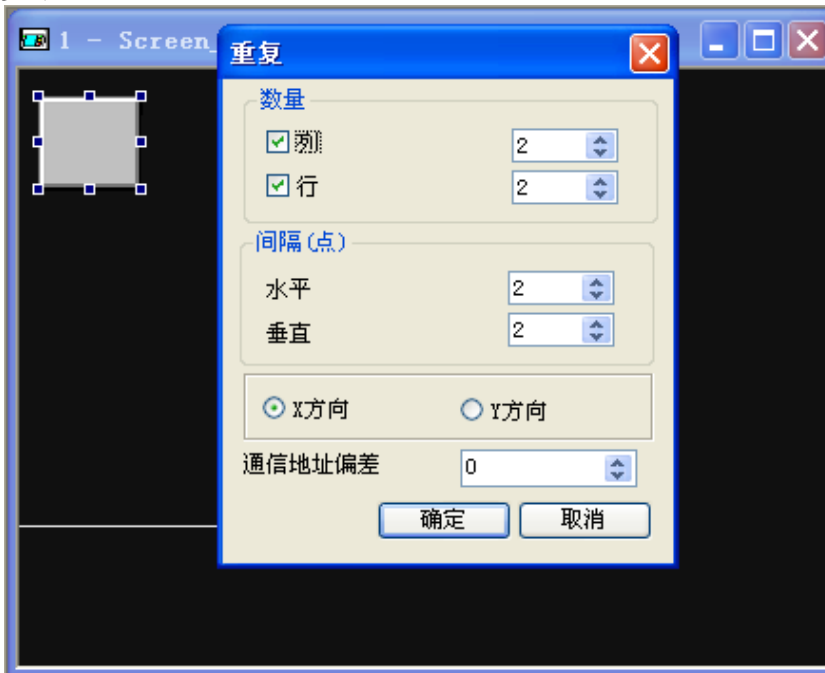 1 - Screen_
重复
数量
列 2
行 2
间隔(点)
水平 2
垂直 2
X方向 Y方向
通信地址偏差 0
确定 取消